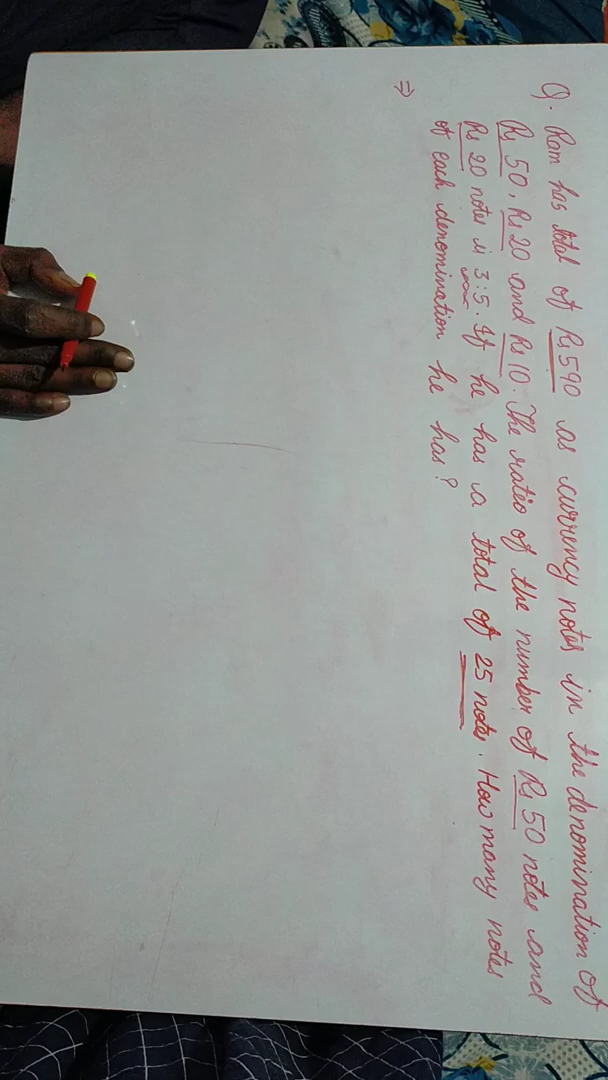 Q. Ram has total of Rs 590 as currency notes in the denomination of
Rs 50, Rs 20 and Rs 10. The ratio of the number of Rs 50 notes and
Rs 20 notes is 3:5. If he has a total of 25 notes. How many notes
of each denomination he has?
⇒